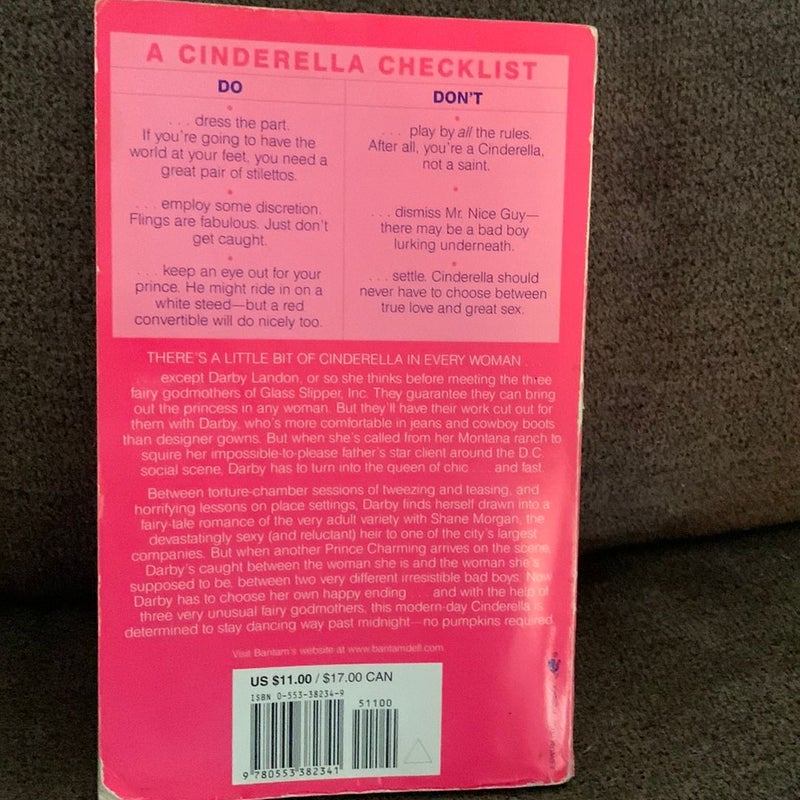 A CINDERELLA CHECKLIST
DO
. . . dress the part.
If you're going to have the
world at your feet, you need a
great pair of stilettos.
. . . employ some discretion.
Flings are fabulous. Just don't
get caught.
. . . keep an eye out for your
prince. He might ride in on a
white steed—but a red
convertible will do nicely too.
DON'T
. . . play by all the rules.
After all, you're a Cinderella,
not a saint.
. . . dismiss Mr. Nice Guy—
there may be a bad boy
lurking underneath.
. . . settle. Cinderella should
never have to choose between
true love and great sex.
THERE'S A LITTLE BIT OF CINDERELLA IN EVERY WOMAN . . .
. . . except Darby Landon, or so she thinks before meeting the three
fairy godmothers of Glass Slipper, Inc. They guarantee they can bring
out the princess in any woman. But they'll have their work cut out for
them with Darby, who's more comfortable in jeans and cowboy boots
than designer gowns. But when she's called from her Montana ranch to
squire her impossible-to-please father's star client around the D.C.
social scene, Darby has to turn into the queen of chic . . . and fast.
Between torture-chamber sessions of tweezing and teasing, and
horrifying lessons on place settings, Darby finds herself drawn into a
fairy-tale romance of the very adult variety with Shane Morgan, the
devastatingly sexy (and reluctant) heir to one of the city's largest
companies. But when another Prince Charming arrives on the scene,
Darby's caught between the woman she is and the woman she's
supposed to be, between two very different irresistible bad boys. Now
Darby has to choose her own happy ending . . . and with the help of
three very unusual fairy godmothers, this modern-day Cinderella is
determined to stay dancing way past midnight—no pumpkins required.
Visit Bantam's website at www.bantamdell.com
US $11.00 / $17.00 CAN
ISBN 0-553-38234-9
51100
9 780553 382341